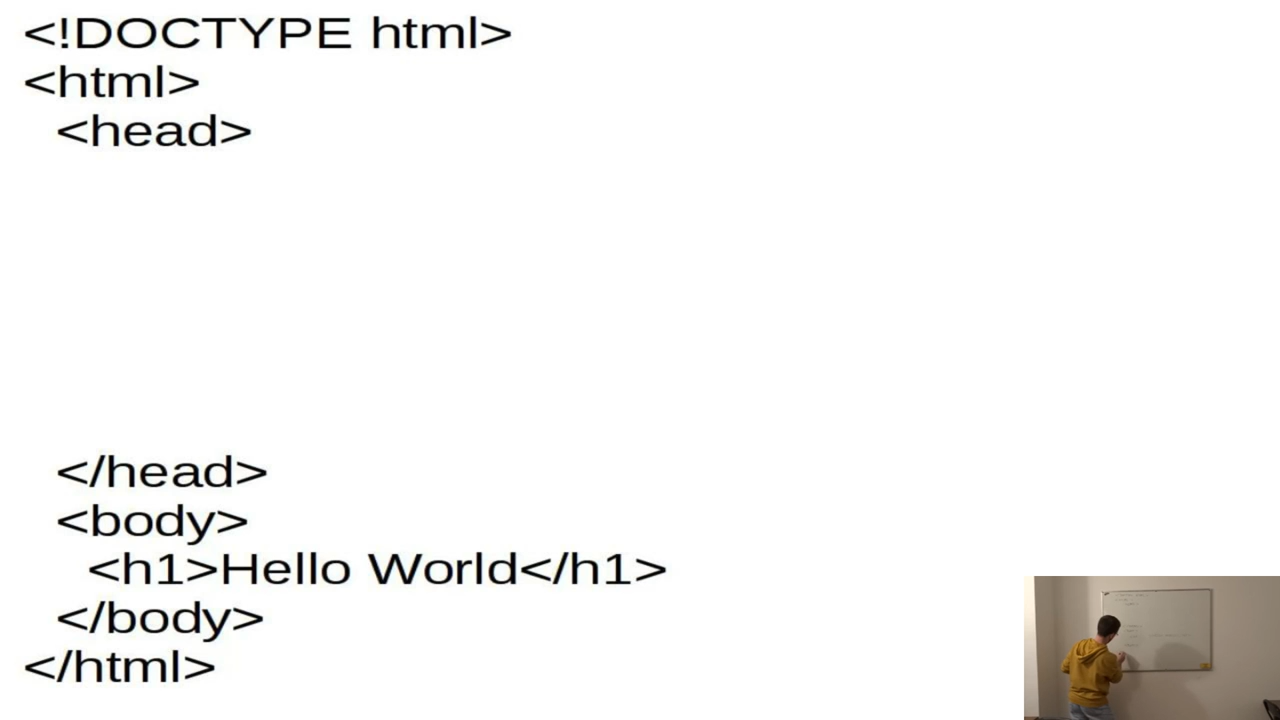 <!DOCTYPE html>
<html>
<head>
</head>
<body>
<h1>Hello World</h1>
</body>
</html>